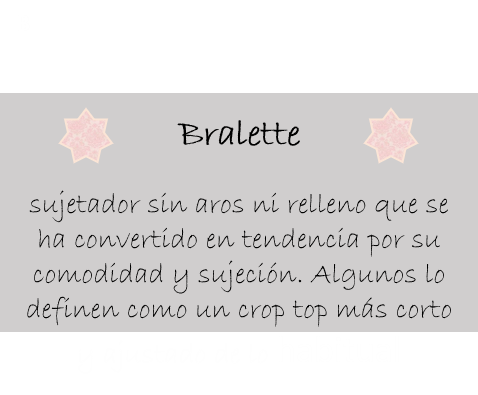 Bralette
sujetador sin aros ni relleno que se
ha convertido en tendencia por su
comodidad y sujeción. Algunos lo
definen como un crop top más corto